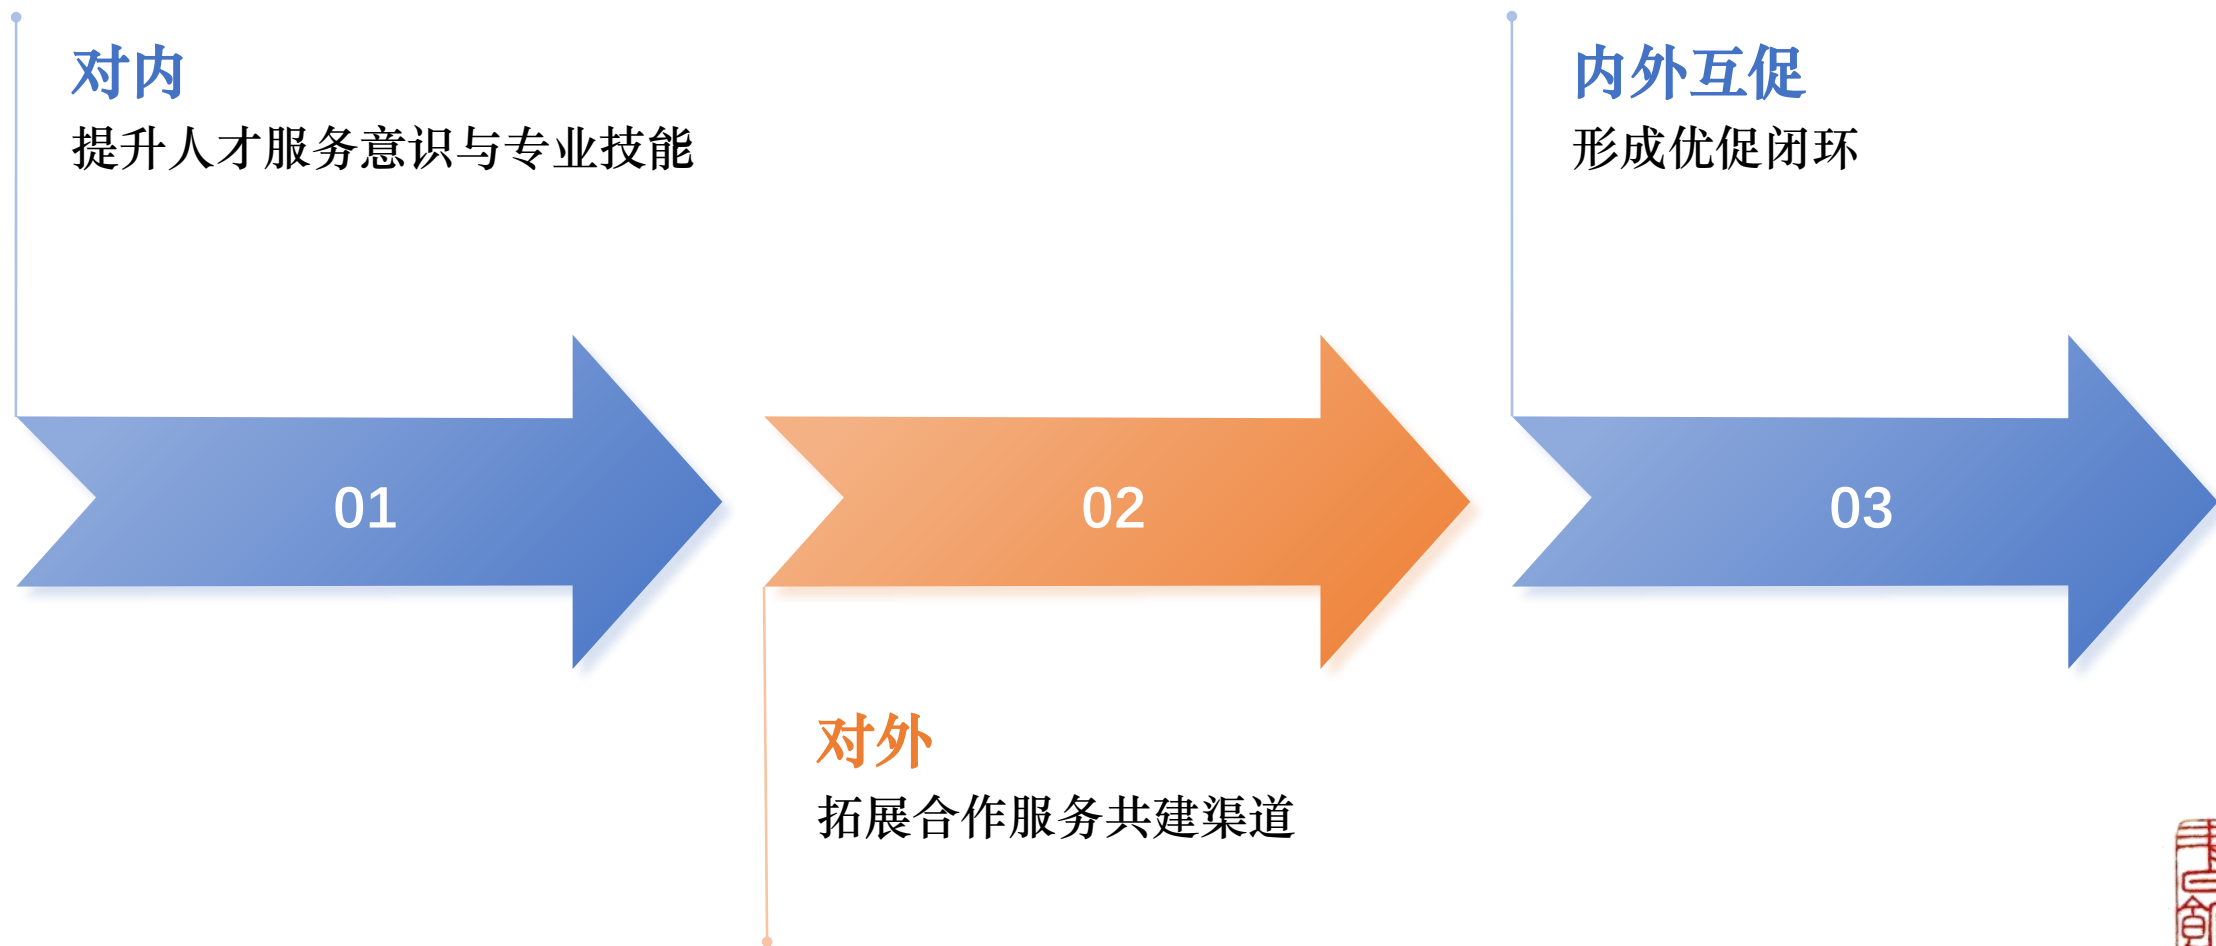 对内
提升人才服务意识与专业技能
01
02
对外
拓展合作服务共建渠道
内外互促
形成优促闭环
03